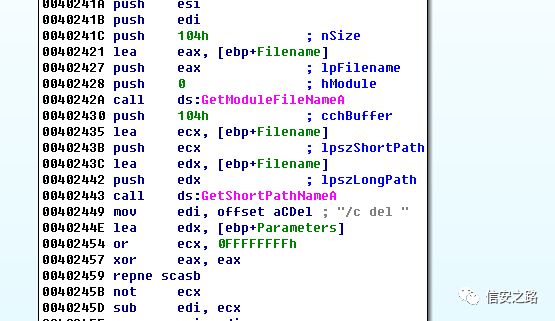 0040241A push    esi
0040241B push    edi
0040241C push    104h            ; nSize
00402421 lea     eax, [ebp+Filename]
00402427 push    eax             ; lpFilename
00402428 push    0               ; hModule
0040242A call    ds:GetModuleFileNameA
00402430 push    104h            ; cchBuffer
00402435 lea     ecx, [ebp+Filename]
0040243B push    ecx             ; lpszShortPath
0040243C lea     edx, [ebp+Filename]
00402442 push    edx             ; lpszLongPath
00402443 call    ds:GetShortPathNameA
00402449 mov     edi, offset aCDel ; "/c del "
0040244E lea     edx, [ebp+Parameters]
00402454 or      ecx, 0FFFFFFFFh
00402457 xor     eax, eax
00402459 repne scasb
0040245B not     ecx
0040245D sub     edi, ecx
信安之路